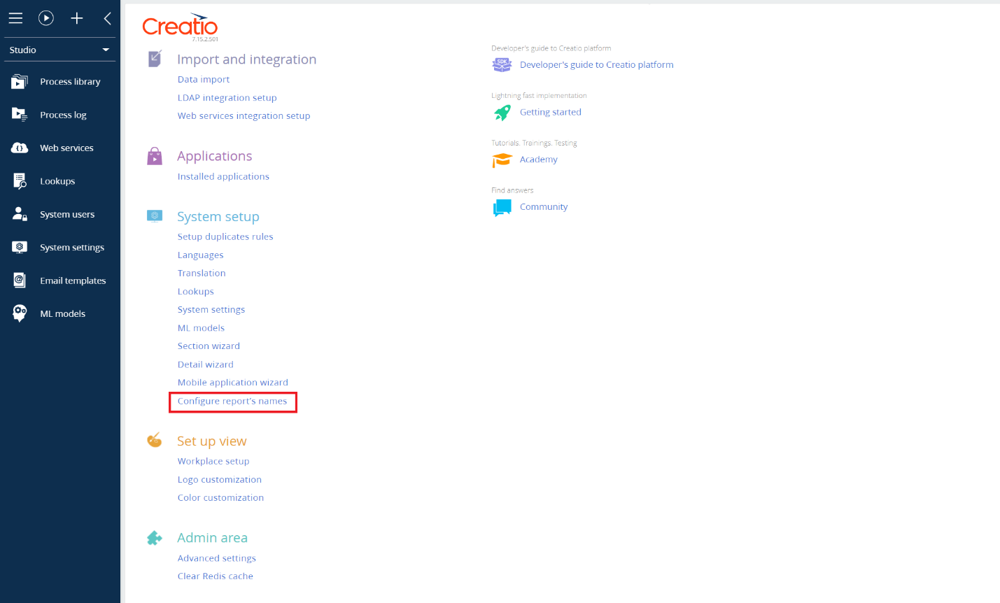 Studio
Process library
Process log
Web services
Lookups
System users
System settings
Email templates
ML models
Creatio
7.15.2.501
Import and integration
Data import
LDAP integration setup
Web services integration setup
Applications
Installed applications
System setup
Setup duplicates rules
Languages
Translation
Lookups
System settings
ML models
Section wizard
Detail wizard
Mobile application wizard
Configure report's names
Set up view
Workplace setup
Logo customization
Color customization
Admin area
Advanced settings
Clear Redis cache
Developer's guide to Creatio platform
SDK
Developer's guide to Creatio platform
Lightning fast implementation
Getting started
Tutorials. Trainings. Testing
Academy
Find answers
Community